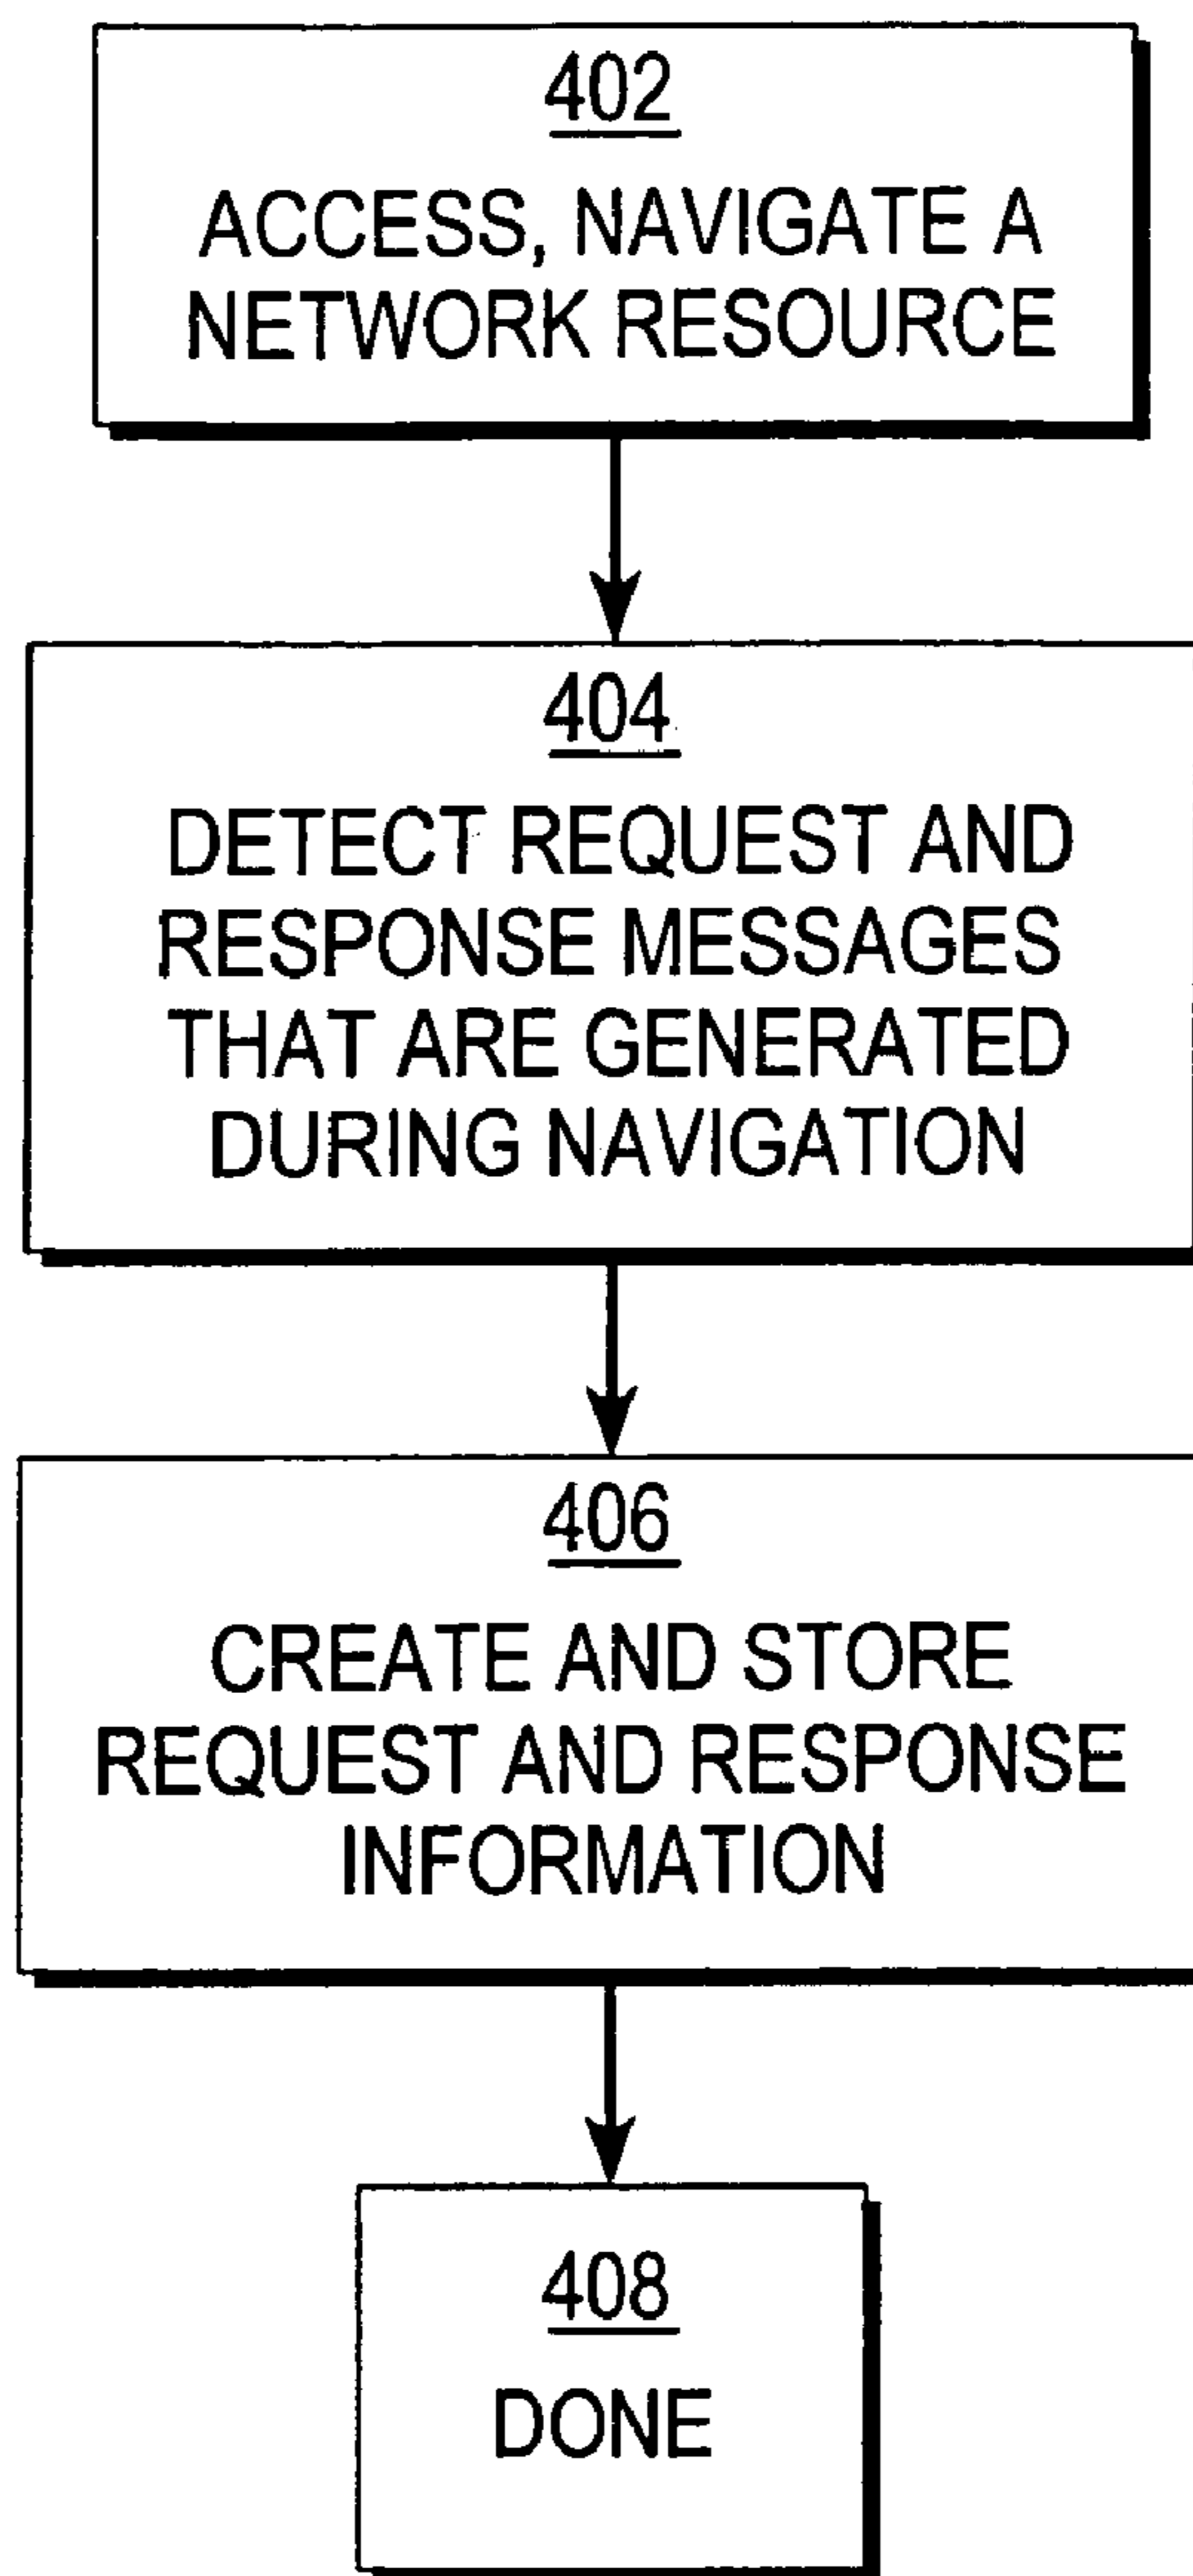 402
ACCESS, NAVIGATE A
NETWORK RESOURCE
404
DETECT REQUEST AND
RESPONSE MESSAGES
THAT ARE GENERATED
DURING NAVIGATION
406
CREATE AND STORE
REQUEST AND RESPONSE
INFORMATION
408
DONE